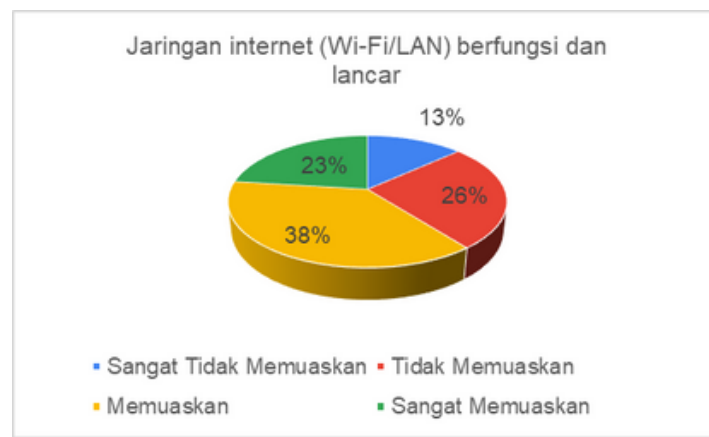 Jaringan internet (Wi-Fi/LAN) berfungsi dan
lancar
13%
23%
26%
38%
Sangat Tidak Memuaskan
Tidak Memuaskan
Memuaskan
Sangat Memuaskan